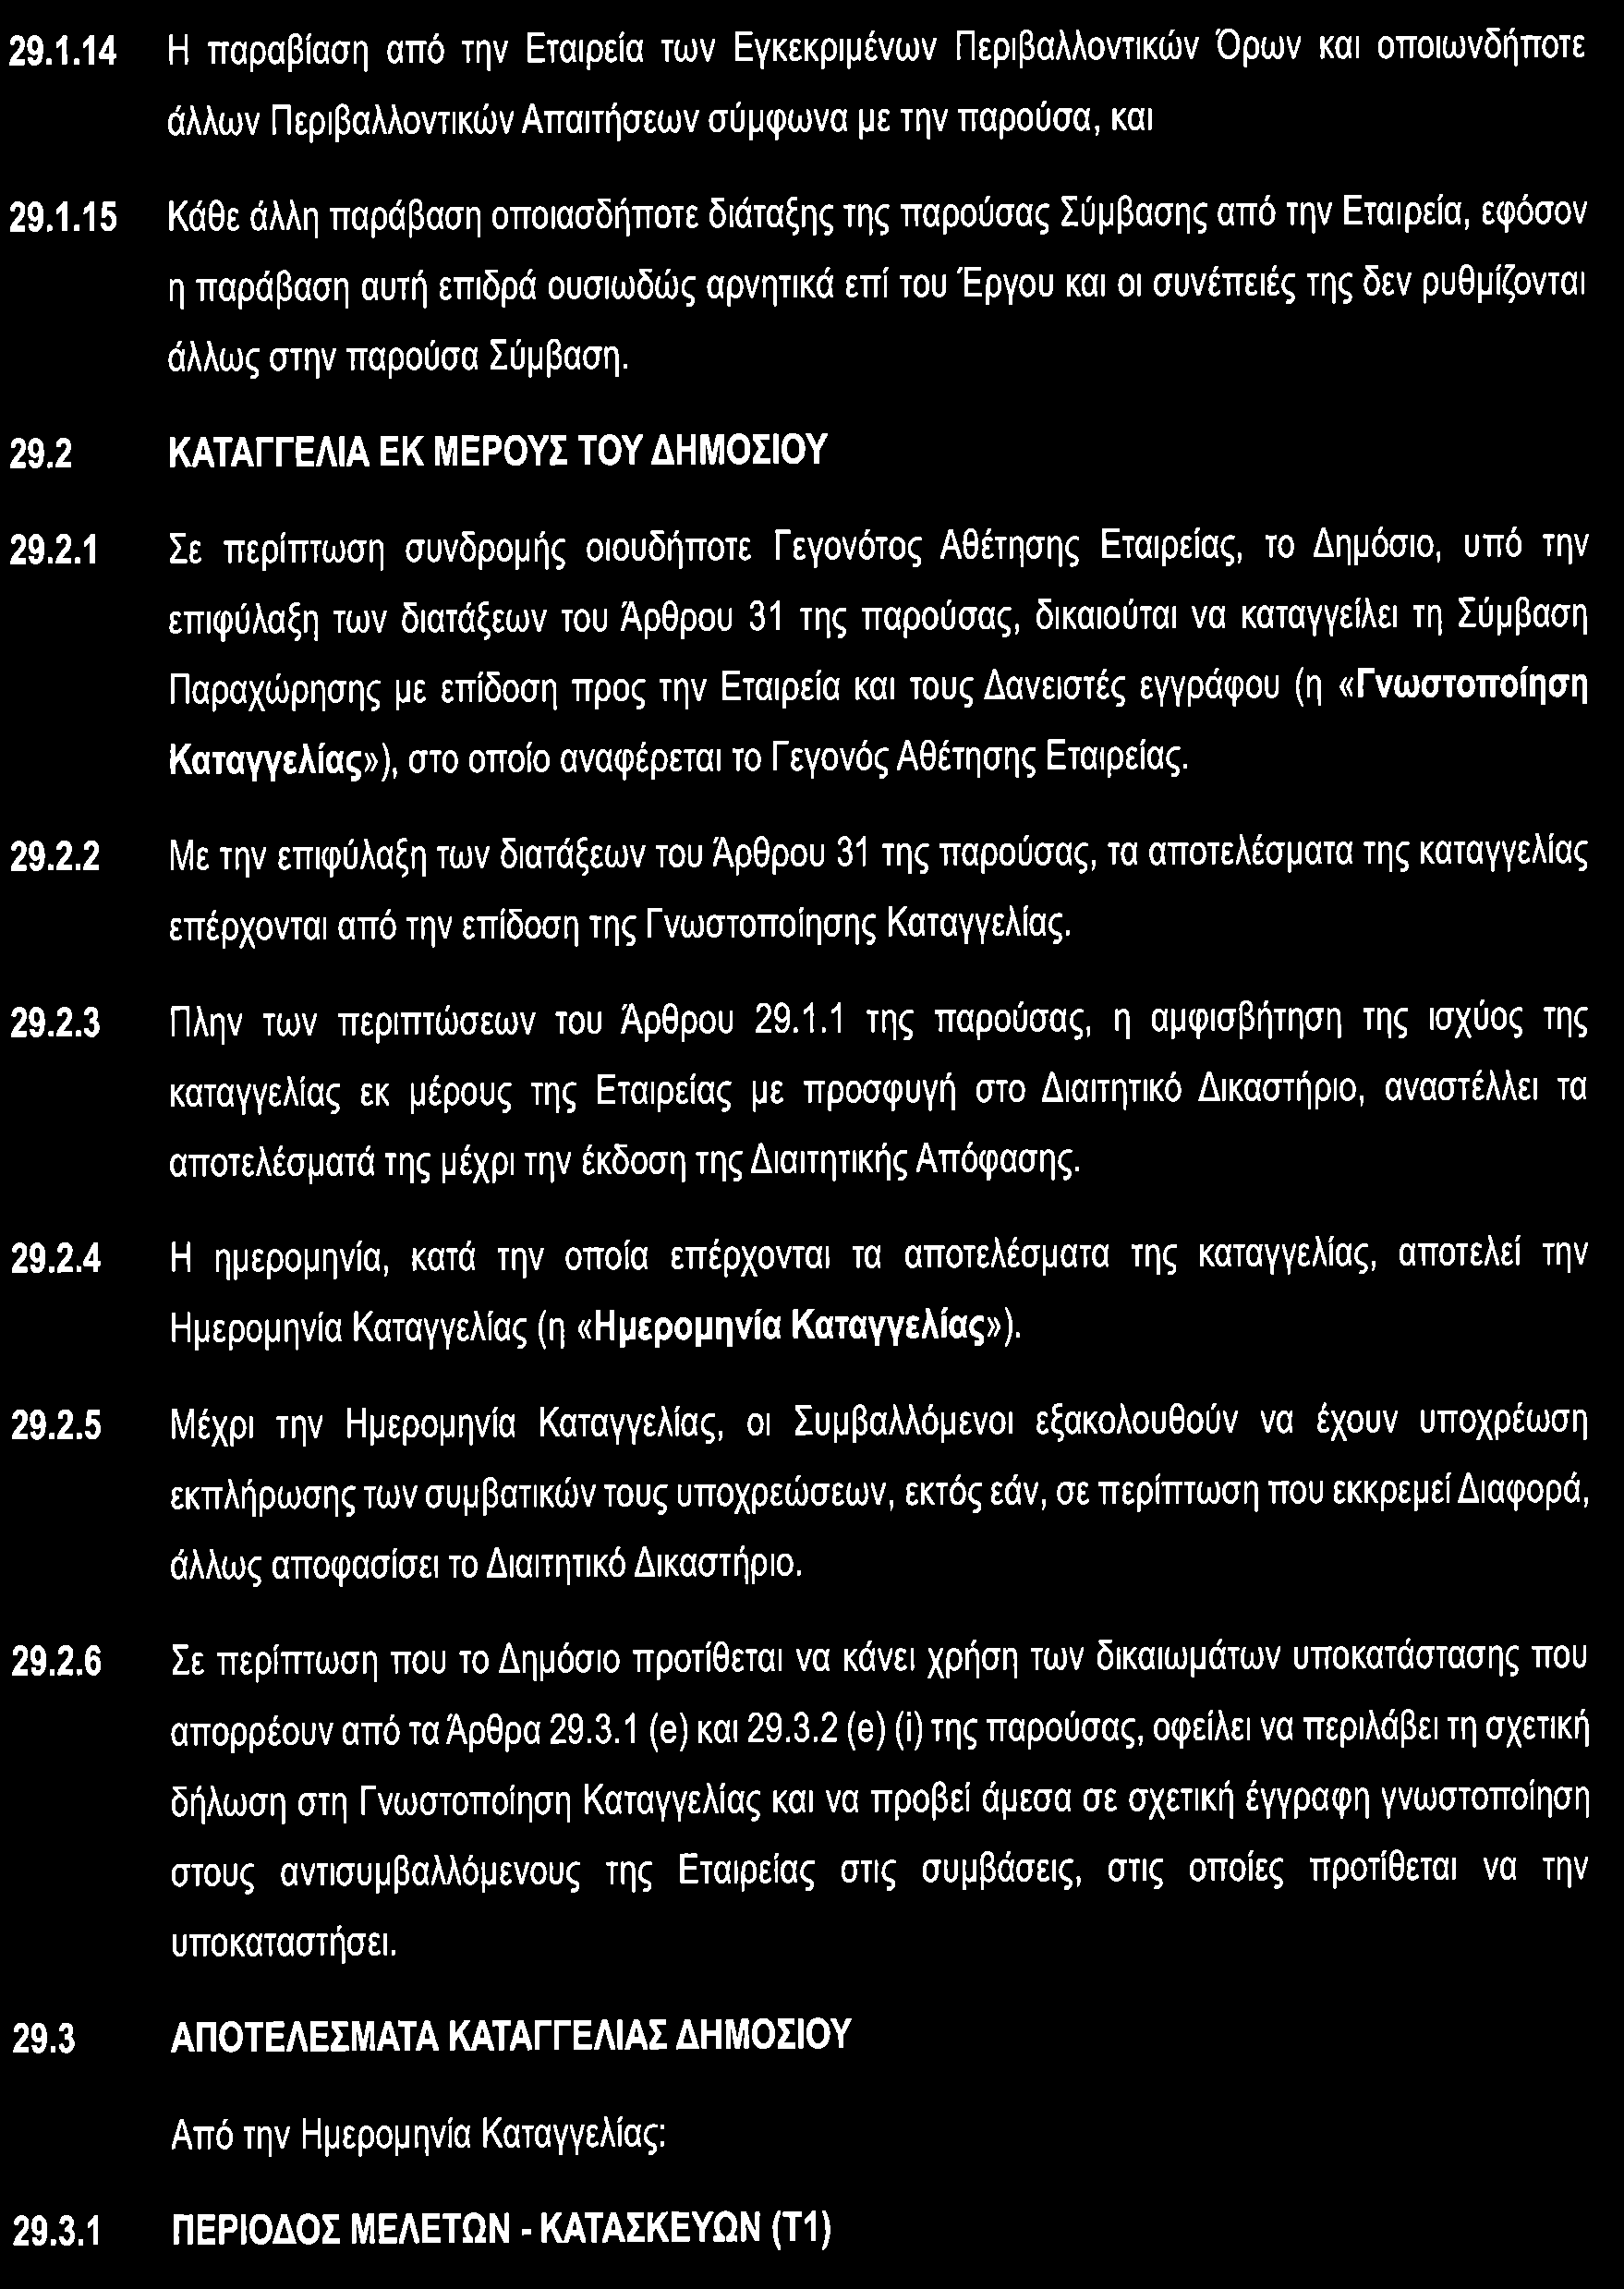 29.1.14 Η παραβίαση από την Εταιρεία των Εγκεκριμένων Περιβαλλοντικών Όρων και οποιωνδήποτε
άλλων Περιβαλλοντικών Απαιτήσεων σύμφωνα με την παρούσα, και
29.1.15 Κάθε άλλη παράβαση οποιασδήποτε διάταξης της παρούσας Σύμβασης από την Εταιρεία, εφόσον
η παράβαση αυτή επιδρά ουσιωδώς αρνητικά επί του Έργου και οι συνέπειές της δεν ρυθμίζονται
άλλως στην παρούσα Σύμβαση.
29.2 ΚΑΤΑΓΓΕΛΙΑ ΕΚ ΜΕΡΟΥΣ ΤΟΥ ΔΗΜΟΣΙΟΥ
29.2.1 Σε περίπτωση συνδρομής οιουδήποτε Γεγονότος Αθέτησης Εταιρείας, το Δημόσιο, υπό την
επιφύλαξη των διατάξεων του Άρθρου 31 της παρούσας, δικαιούται να καταγγείλει τη Σύμβαση
Παραχώρησης με επίδοση προς την Εταιρεία και τους Δανειστές εγγράφου (η «Γνωστοποίηση
Καταγγελίας»), στο οποίο αναφέρεται το Γεγονός Αθέτησης Εταιρείας.
29.2.2 Με την επιφύλαξη των διατάξεων του Άρθρου 31 της παρούσας, τα αποτελέσματα της καταγγελίας
επέρχονται από την επίδοση της Γνωστοποίησης Καταγγελίας.
29.2.3 Πλην των περιπτώσεων του Άρθρου 29.1.1 της παρούσας, η αμφισβήτηση της ισχύος της
καταγγελίας εκ μέρους της Εταιρείας με προσφυγή στο Διαιτητικό Δικαστήριο, αναστέλλει τα
αποτελέσματά της μέχρι την έκδοση της Διαιτητικής Απόφασης.
29.2.4 Η ημερομηνία, κατά την οποία επέρχονται τα αποτελέσματα της καταγγελίας, αποτελεί την
Ημερομηνία Καταγγελίας (η «Ημερομηνία Καταγγελίας»).
29.2.5 Μέχρι την Ημερομηνία Καταγγελίας, οι Συμβαλλόμενοι εξακολουθούν να έχουν υποχρέωση
εκπλήρωσης των συμβατικών τους υποχρεώσεων, εκτός εάν, σε περίπτωση που εκκρεμεί Διαφορά,
άλλως αποφασίσει το Διαιτητικό Δικαστήριο.
29.2.6 Σε περίπτωση που το Δημόσιο προτίθεται να κάνει χρήση των δικαιωμάτων υποκατάστασης που
απορρέουν από τα Άρθρα 29.3.1 (e) και 29.3.2 (e) (i) της παρούσας, οφείλει να περιλάβει τη σχετική
δήλωση στη Γνωστοποίηση Καταγγελίας και να προβεί άμεσα σε σχετική έγγραφη γνωστοποίηση
στους αντισυμβαλλόμενους της Εταιρείας στις συμβάσεις, στις οποίες προτίθεται να την
υποκαταστήσει.
29.3 ΑΠΟΤΕΛΕΣΜΑΤΑ ΚΑΤΑΓΓΕΛΙΑΣ ΔΗΜΟΣΙΟΥ
Από την Ημερομηνία Καταγγελίας:
29.3.1 ΠΕΡΙΟΔΟΣ ΜΕΛΕΤΩΝ - ΚΑΤΑΣΚΕΥΩΝ (Τ1)